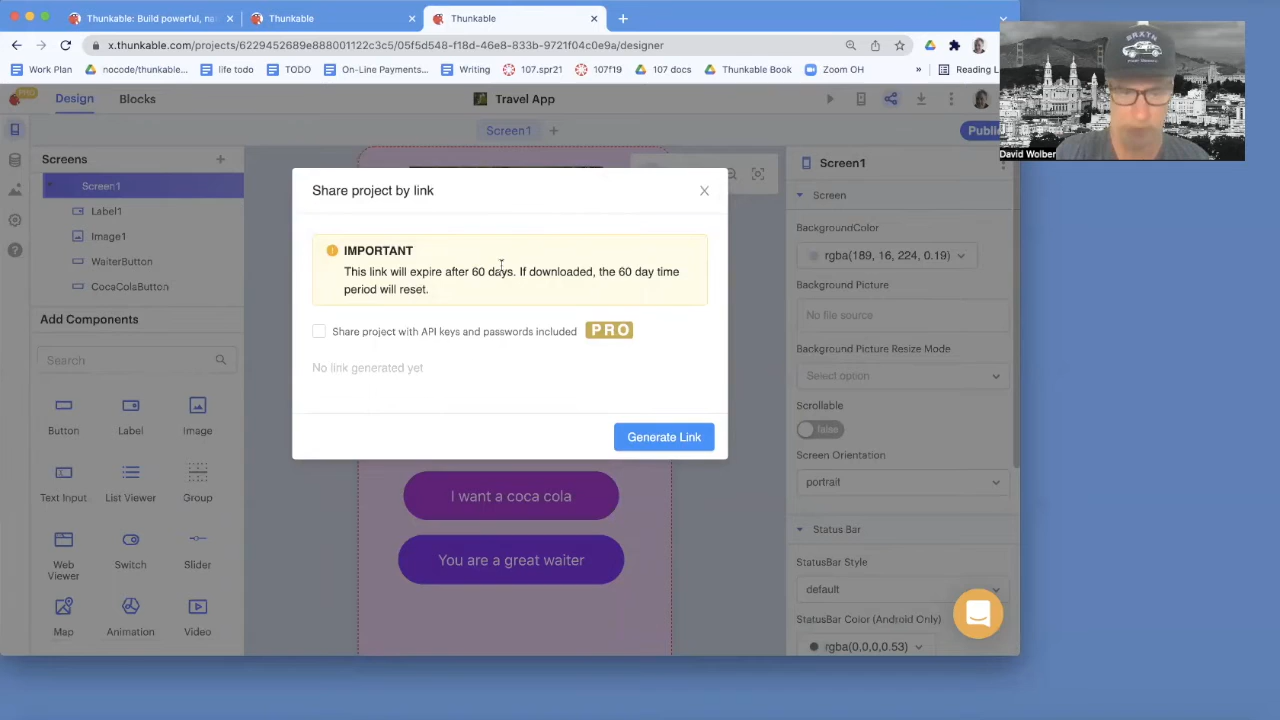 Thunkable: Build powerful, na
Thunkable
Thunkable
x.thunkable.com/projects/6229452689e888001122c3c5/05f5d548-f18d-46e8-833b-9721f04c0e9a/designer
Work Plan
nocode/thunkable...
life todo
TODO
On-Line Payments...
Writing
107.spr21
107f19
107 docs
Thunkable Book
Zoom OH
»
Reading L
BRXTN
PRO
Design
Blocks
Travel App
Screen1
Publi
David Wolber
Screens
Screen1
Label1
Image1
WaiterButton
CocaColaButton
Add Components
Search
Button
Label
Image
Text Input
List Viewer
Group
Web Viewer
Switch
Slider
Map
Animation
Video
Share project by link
IMPORTANT
This link will expire after 60 days. If downloaded, the 60 day time
period will reset.
Share project with API keys and passwords included PRO
No link generated yet
Generate Link
I want a coca cola
You are a great waiter
Screen1
Screen
BackgroundColor
rgba(189, 16, 224, 0.19)
Background Picture
No file source
Background Picture Resize Mode
Select option
Scrollable
false
Screen Orientation
portrait
Status Bar
StatusBar Style
default
StatusBar Color (Android Only)
rgba(0,0,0,0.53)